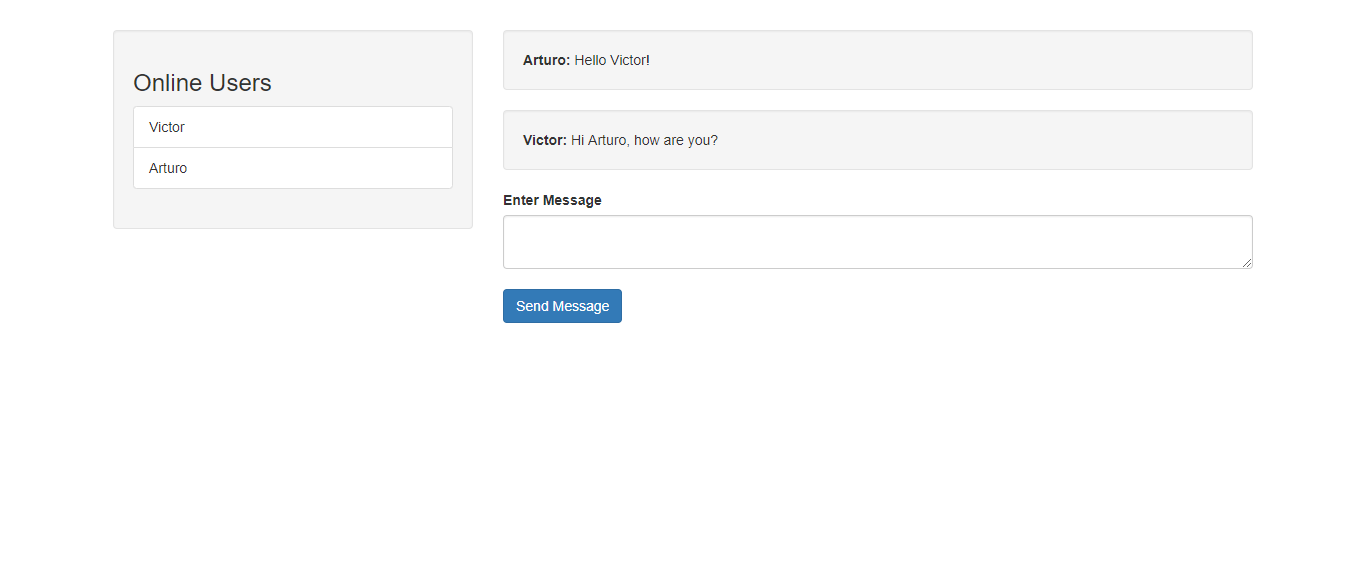 Online Users
Victor
Arturo
Arturo: Hello Victor!
Victor: Hi Arturo, how are you?
Enter Message
Send Message